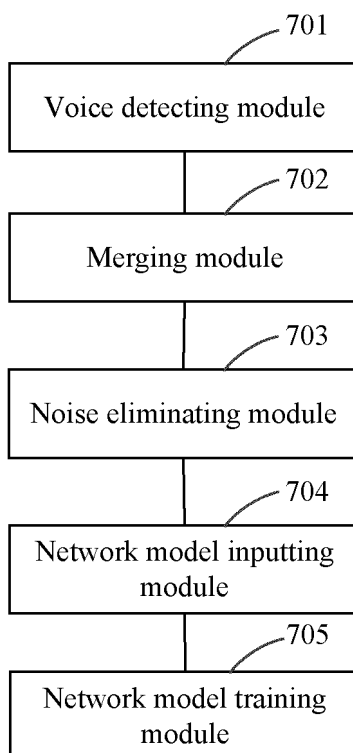 701
Voice detecting module
702
Merging module
703
Noise eliminating module
704
Network model inputting
module
705
Network model training
module